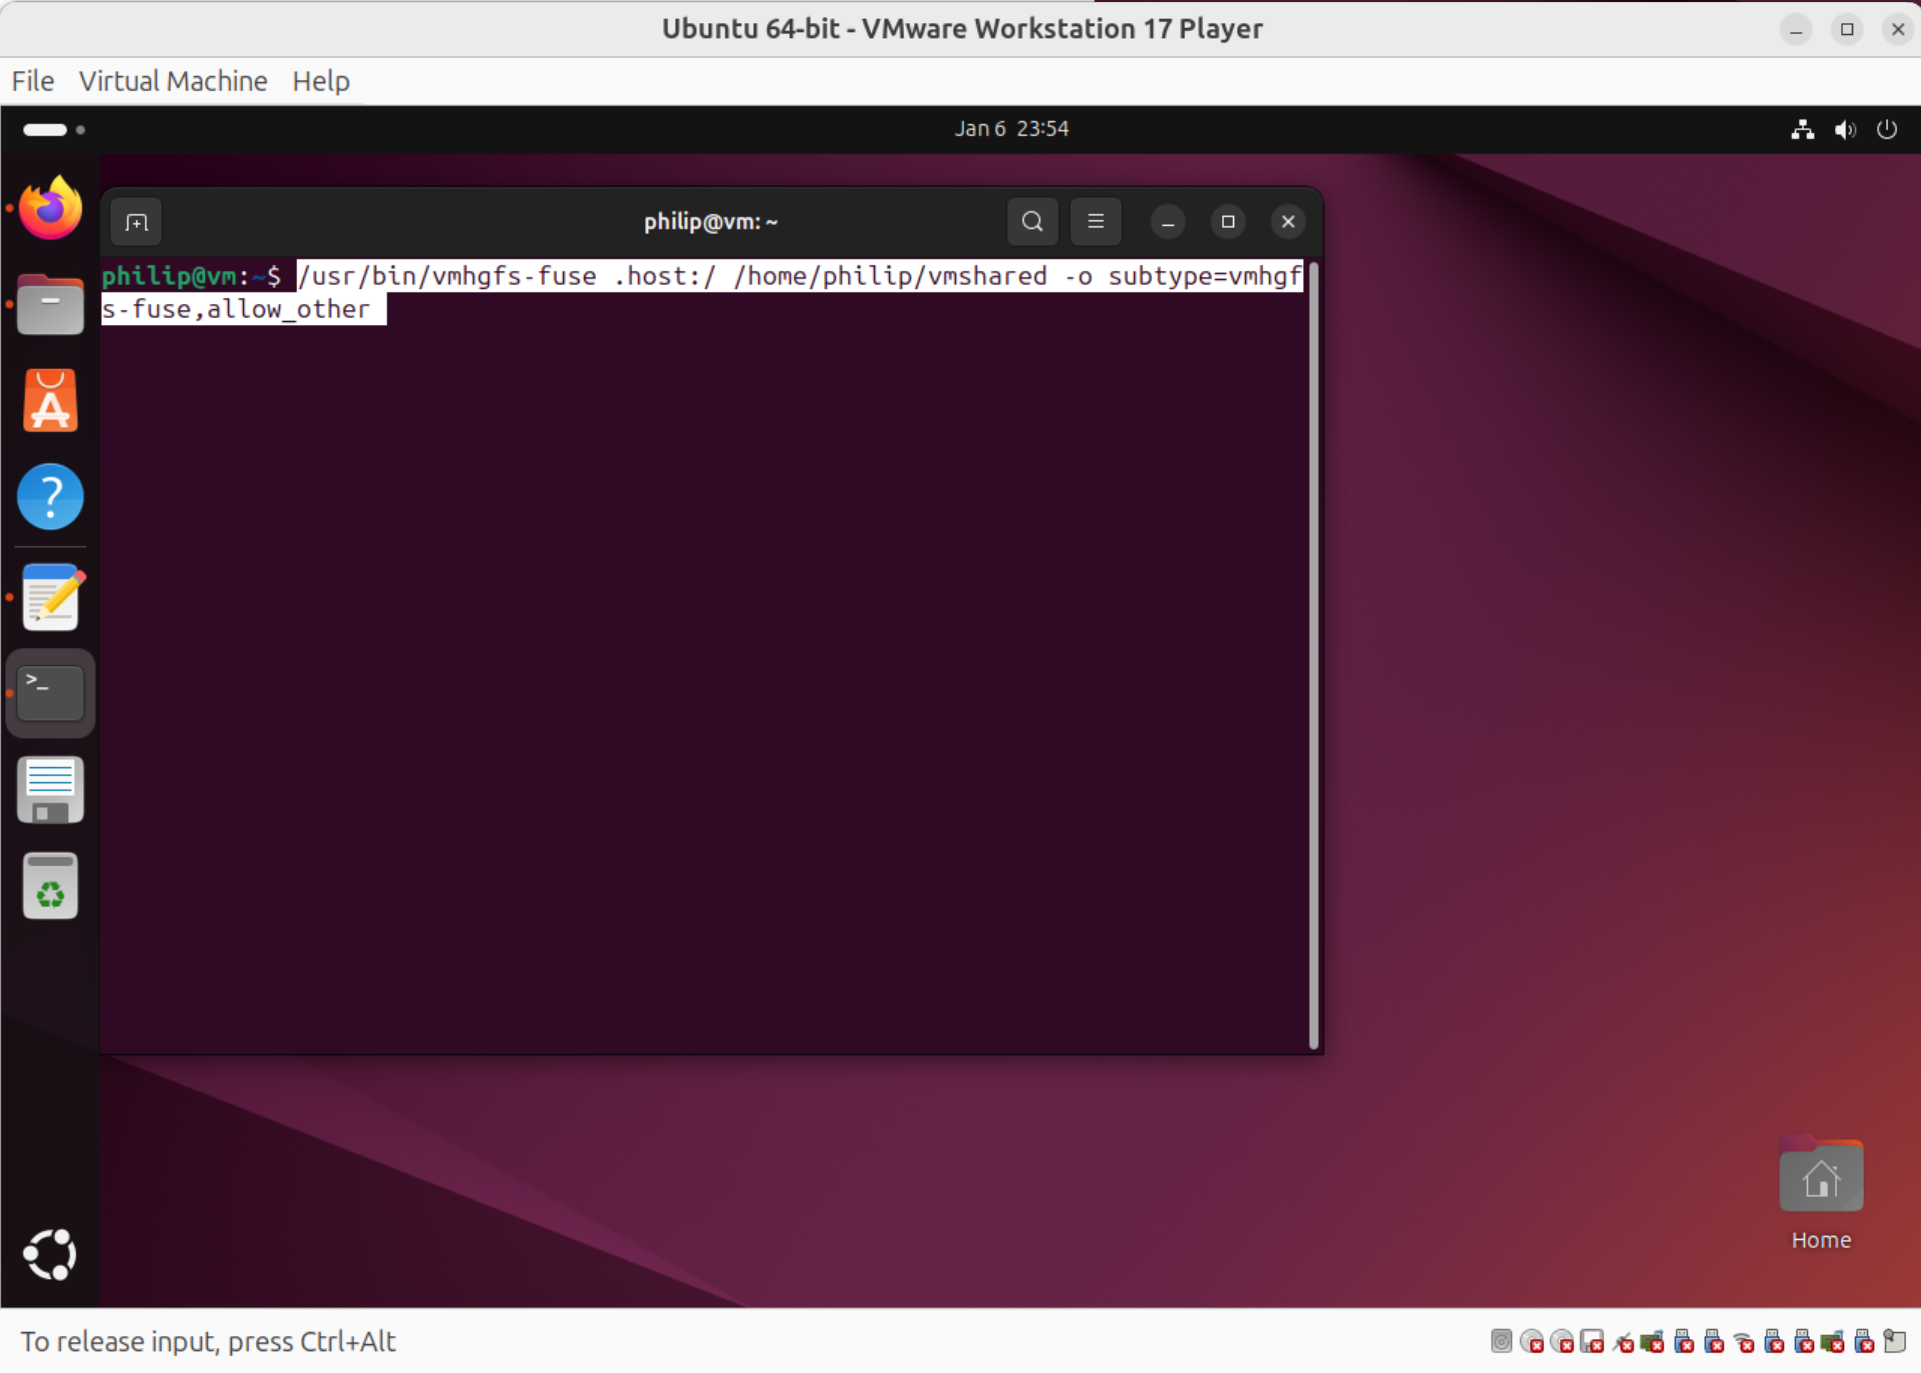 Ubuntu 64-bit - VMware Workstation 17 Player
File Virtual Machine Help
Jan 6 23:54
philip@vm: ~
philip@vm:~$ /usr/bin/vmhgfs-fuse .host:/ /home/philip/vmshared -o subtype=vmhgf
s-fuse,allow_other
Home
To release input, press Ctrl+Alt